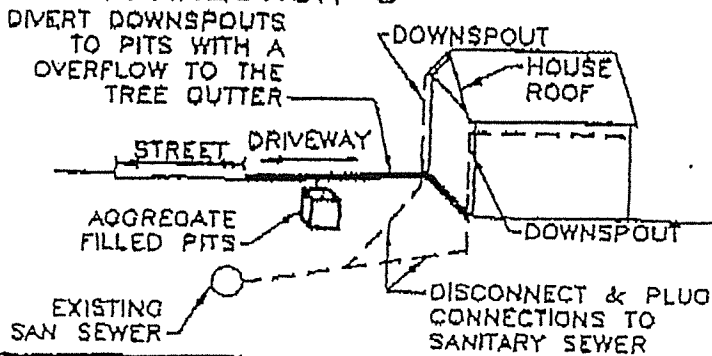 DIVERT DOWNSPOUTS
TO PITS WITH A
OVERFLOW TO THE
TREE GUTTER
DOWNSPOUT
HOUSE
ROOF
STREET
DRIVEWAY
AGGREGATE
FILLED PITS
DOWNSPOUT
EXISTING
SAN SEWER
DISCONNECT & PLUG
CONNECTIONS TO
SANITARY SEWER